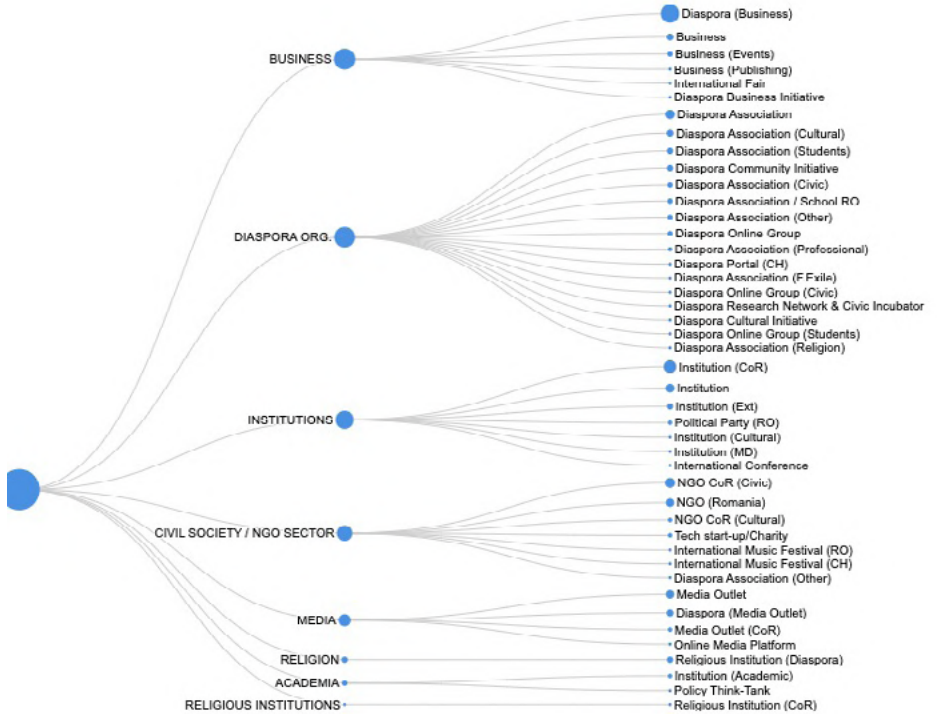 BUSINESS
Diaspora (Business)
Business
Business (Events)
Business (Publishing)
International Fair
Diaspora Business Initiative
DIASPORA ORG.
Diaspora Association
Diaspora Association (Cultural)
Diaspora Association (Students)
Diaspora Community Initiative
Diaspora Association (Civic)
Diaspora Association / School RO
Diaspora Association (Other)
Diaspora Online Group
Diaspora Association (Professional)
Diaspora Portal (CH)
Diaspora Association (F.Exile)
Diaspora Online Group (Civic)
Diaspora Research Network & Civic Incubator
Diaspora Cultural Initiative
Diaspora Online Group (Students)
Diaspora Association (Religion)
INSTITUTIONS
Institution (CoR)
Institution
Institution (Ext)
Political Party (RO)
Institution (Cultural)
Institution (MD)
International Conference
CIVIL SOCIETY / NGO SECTOR
NGO CoR (Civic)
NGO (Romania)
NGO CoR (Cultural)
Tech start-up/Charity
International Music Festival (RO)
International Music Festival (CH)
Diaspora Association (Other)
MEDIA
Media Outlet
Diaspora (Media Outlet)
Media Outlet (CoR)
Online Media Platform
RELIGION
Religious Institution (Diaspora)
ACADEMIA
Institution (Academic)
Policy Think-Tank
RELIGIOUS INSTITUTIONS
Religious Institution (CoR)